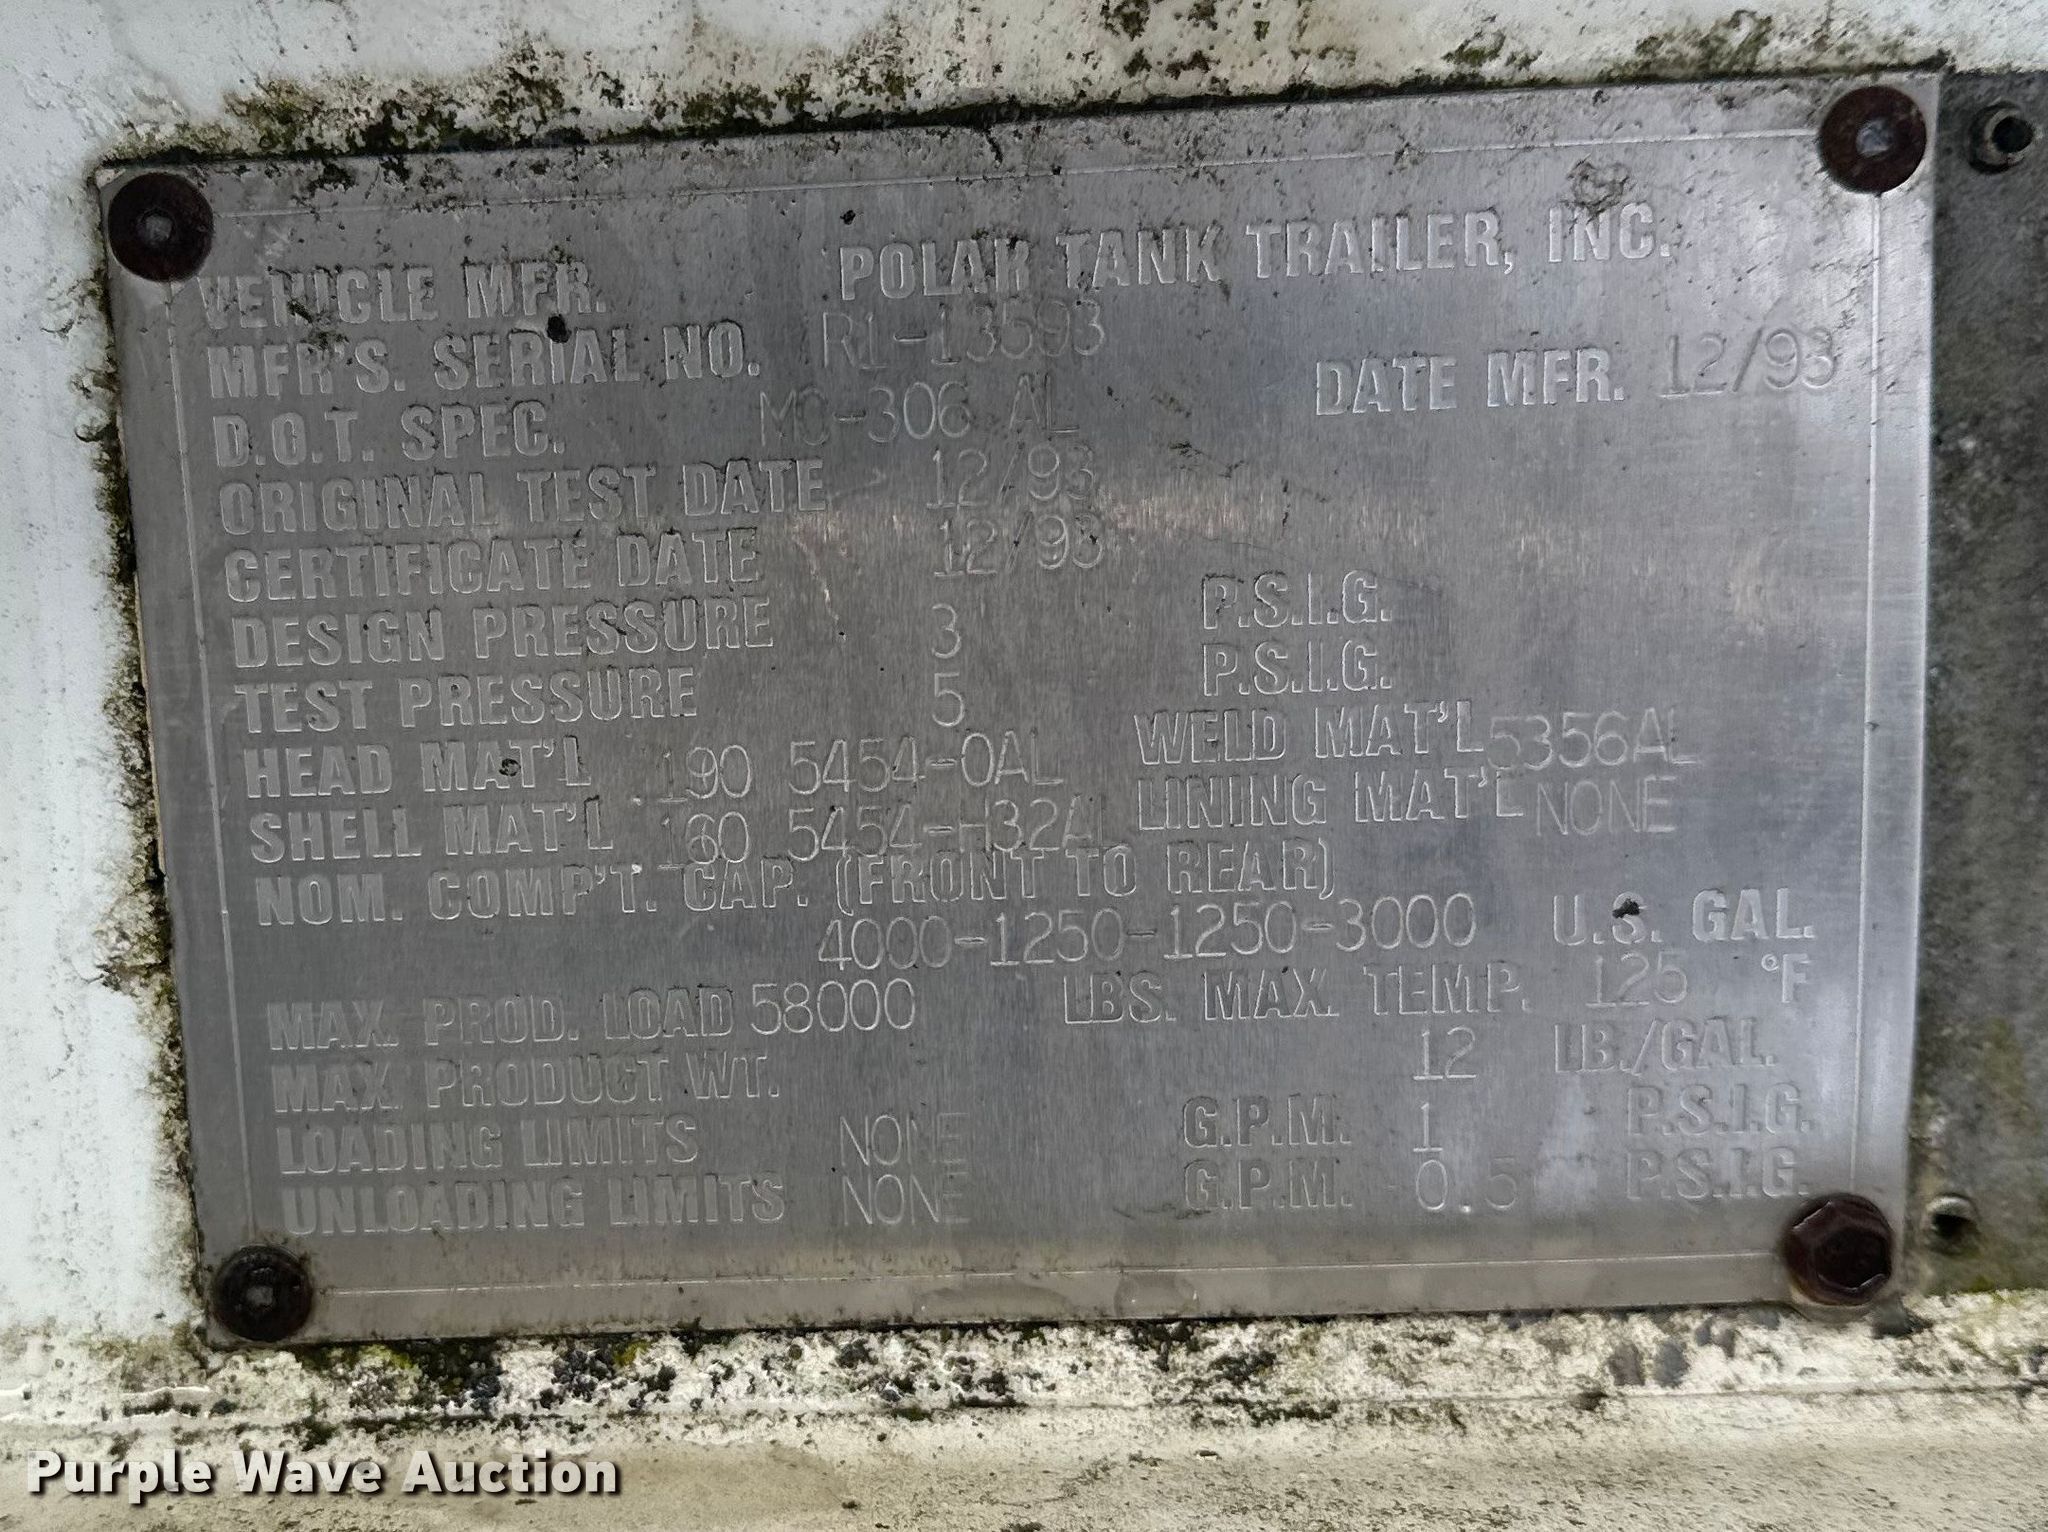 VEHICLE MFR. POLAR TANK TRAILER, INC.
MFR'S. SERIAL NO. R1-13593 DATE MFR. 12/93
D.O.T. SPEC. MC-306 AL
ORIGINAL TEST DATE 12/93
CERTIFICATE DATE 12/93
DESIGN PRESSURE 3 P.S.I.G.
TEST PRESSURE 5 P.S.I.G.
HEAD MAT'L .190 5454-OAL WELD MAT'L 5356AL
SHELL MAT'L .160 5454-H32AL LINING MAT'L NONE
NOM. COMP'T. CAP. (FRONT TO REAR)
4000-1250-1250-3000 U.S. GAL.
MAX. PROD. LOAD 58000 LBS. MAX. TEMP. 125 °F
MAX. PRODUCT WT. 12 LB./GAL.
LOADING LIMITS NONE G.P.M. 1 P.S.I.G.
UNLOADING LIMITS NONE G.P.M. 0.5 P.S.I.G.
Purple Wave Auction